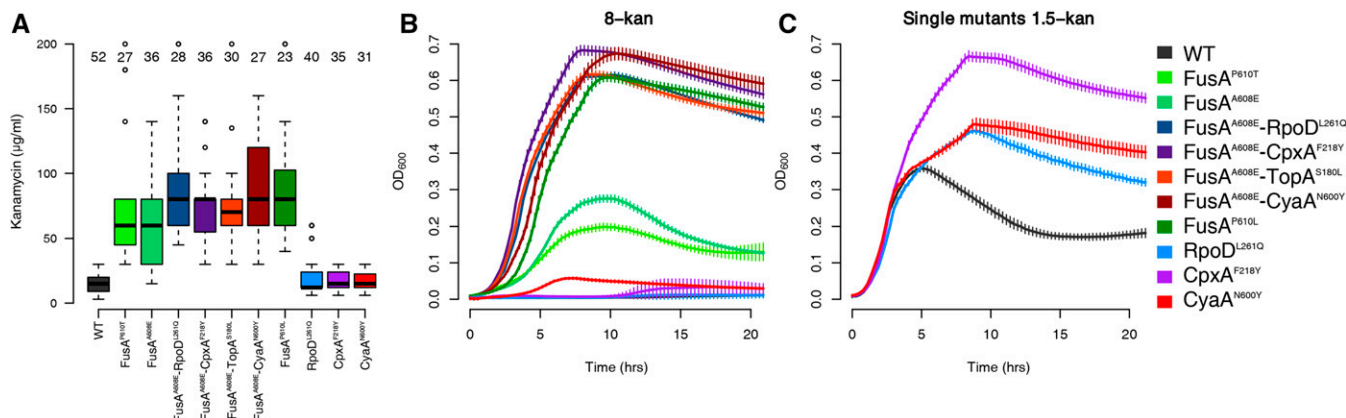 A
Kanamycin (µg/ml)
200
150
100
50
0
52 27 36 28 36 30 27 23 40 35 31
WT
FusA^P610T
FusA^A608E
FusA^A608E-RpoD^L261Q
FusA^A608E-CpxA^F218Y
FusA^A608E-TopA^S180L
FusA^A608E-CyaA^N600Y
FusA^P610L
RpoD^L261Q
CpxA^F218Y
CyaA^N600Y
B
8-kan
OD600
0.7
0.6
0.5
0.4
0.3
0.2
0.1
0.0
0 5 10 15 20
Time (hrs)
C
Single mutants 1.5-kan
OD600
0.7
0.6
0.5
0.4
0.3
0.2
0.1
0.0
0 5 10 15 20
Time (hrs)
WT
FusA^P610T
FusA^A608E
FusA^A608E-RpoD^L261Q
FusA^A608E-CpxA^F218Y
FusA^A608E-TopA^S180L
FusA^A608E-CyaA^N600Y
FusA^P610L
RpoD^L261Q
CpxA^F218Y
CyaA^N600Y